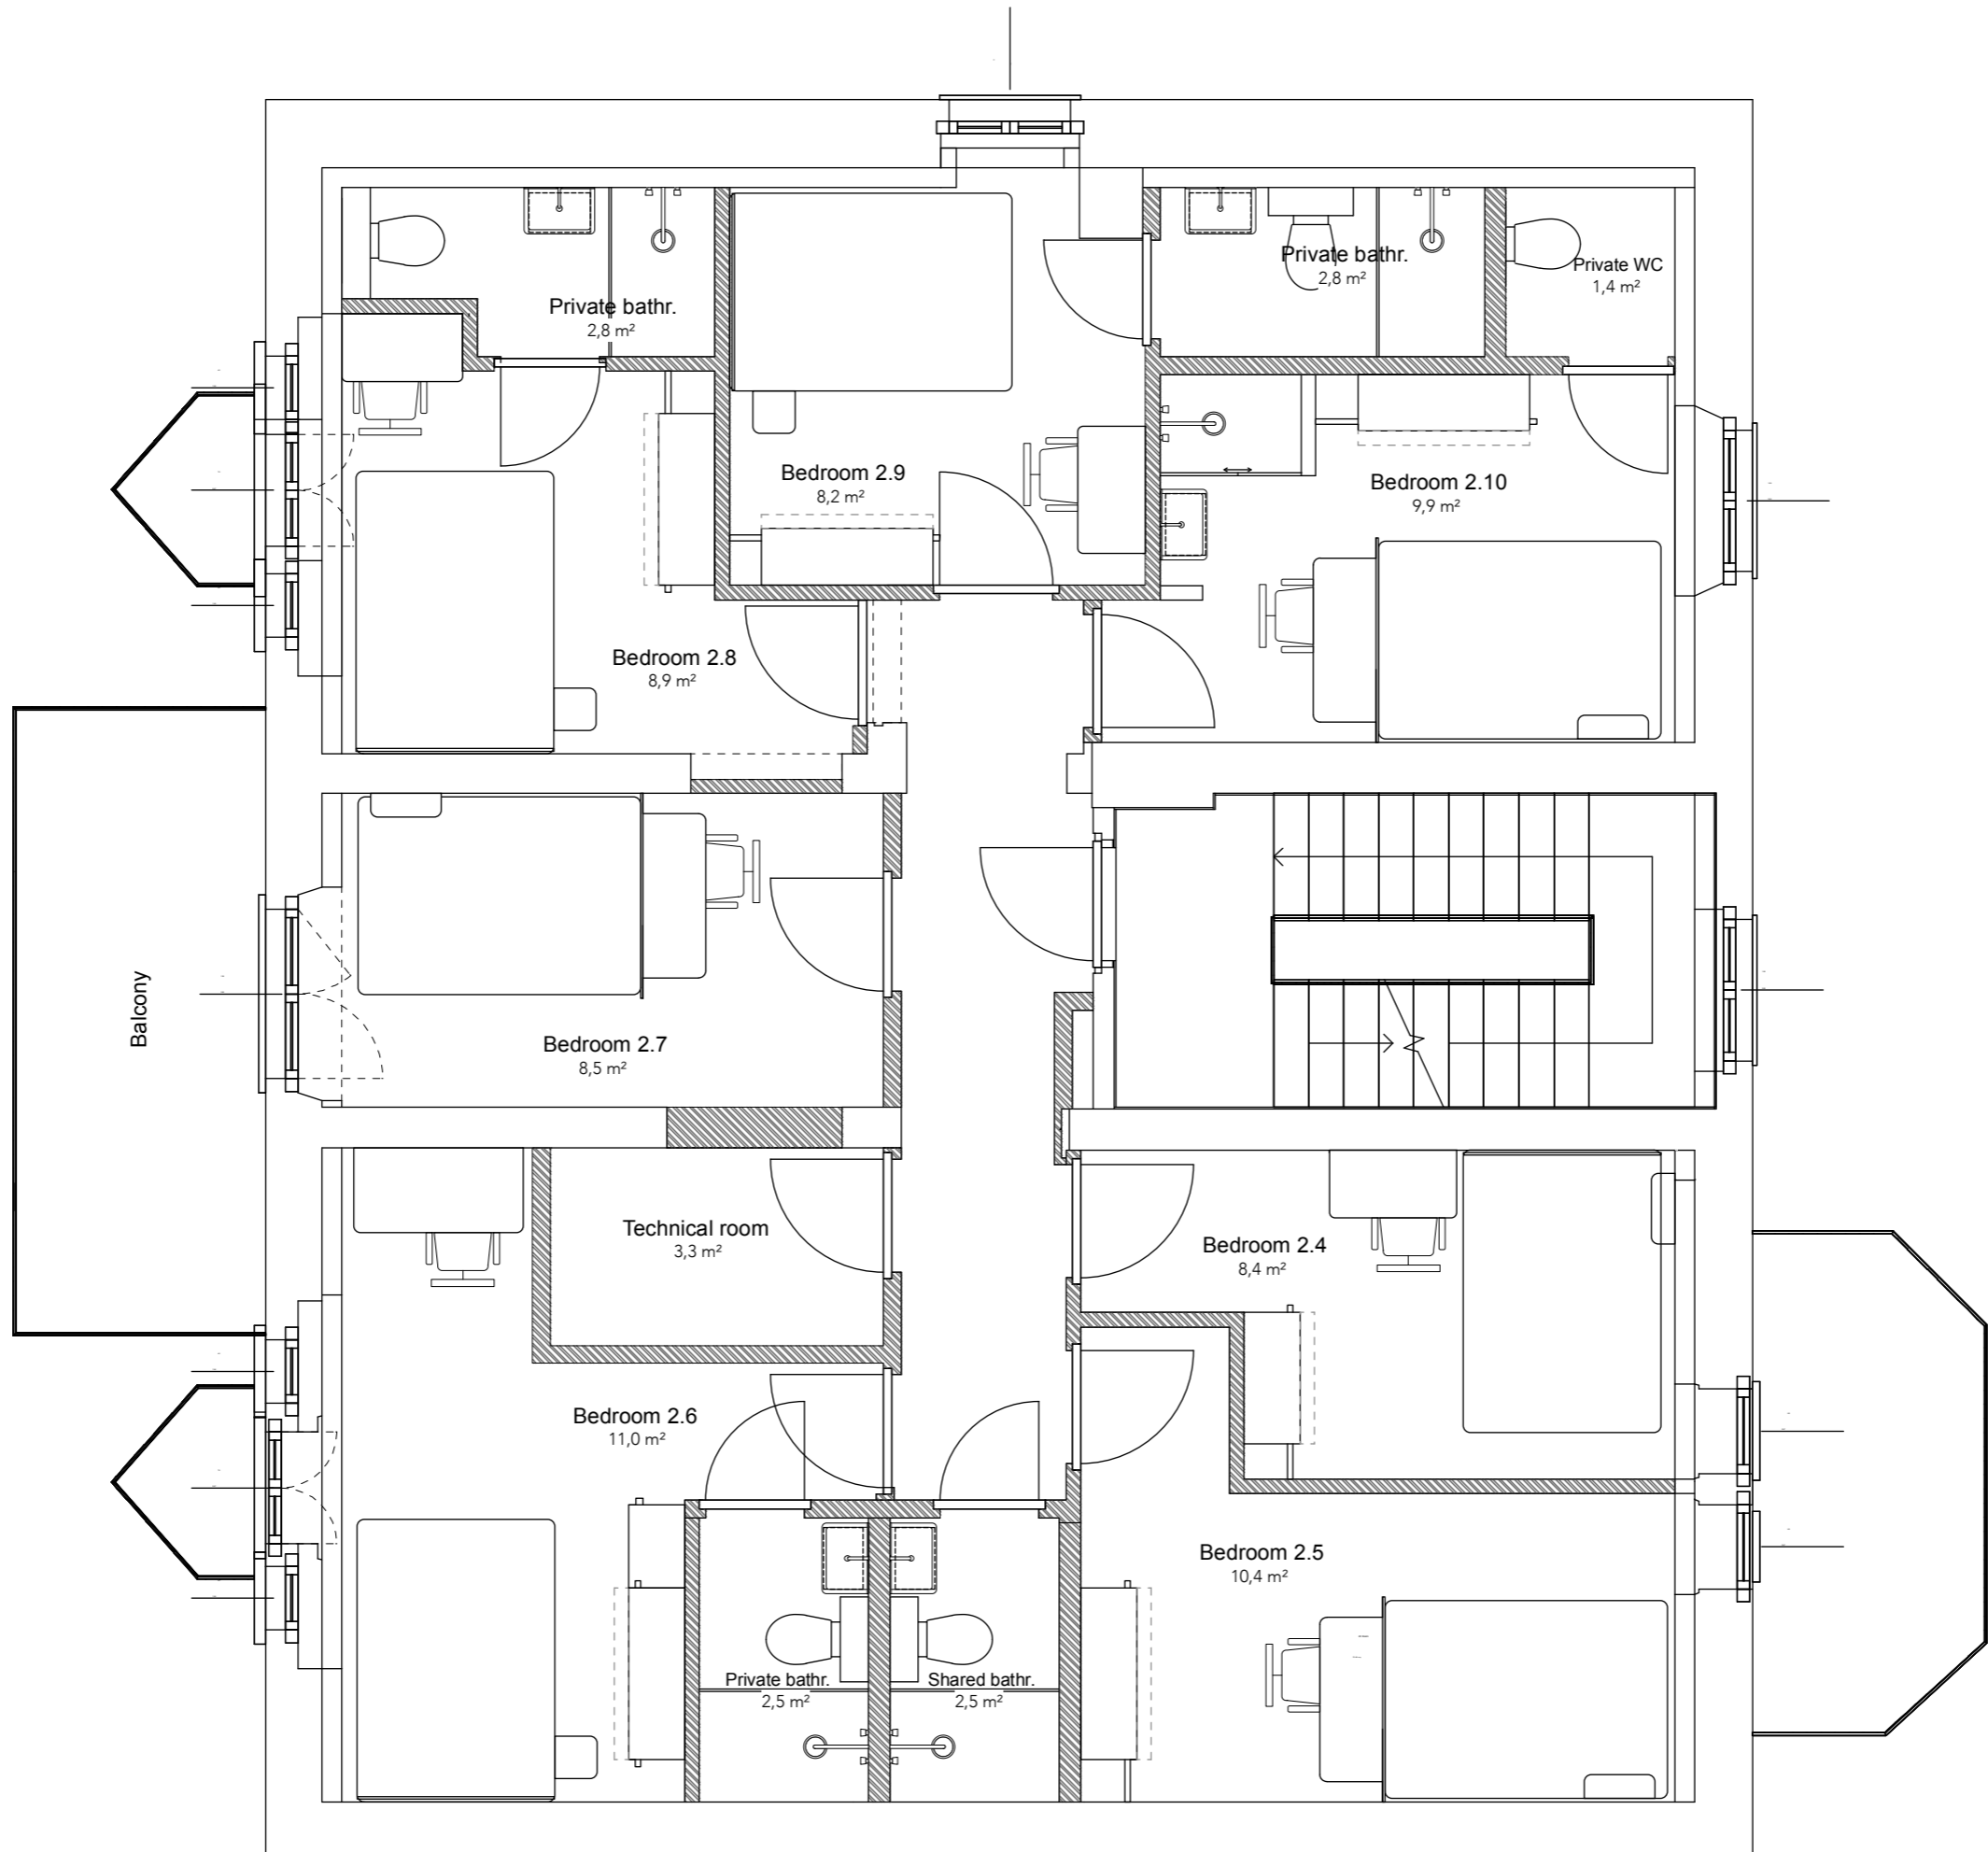 Private bathr.
2,8 m²
Private bathr.
2,8 m²
Private WC
1,4 m²
Bedroom 2.9
8,2 m²
Bedroom 2.10
9,9 m²
Bedroom 2.8
8,9 m²
Balcony
Bedroom 2.7
8,5 m²
Technical room
3,3 m²
Bedroom 2.4
8,4 m²
Bedroom 2.6
11,0 m²
Bedroom 2.5
10,4 m²
Private bathr.
2,5 m²
Shared bathr.
2,5 m²